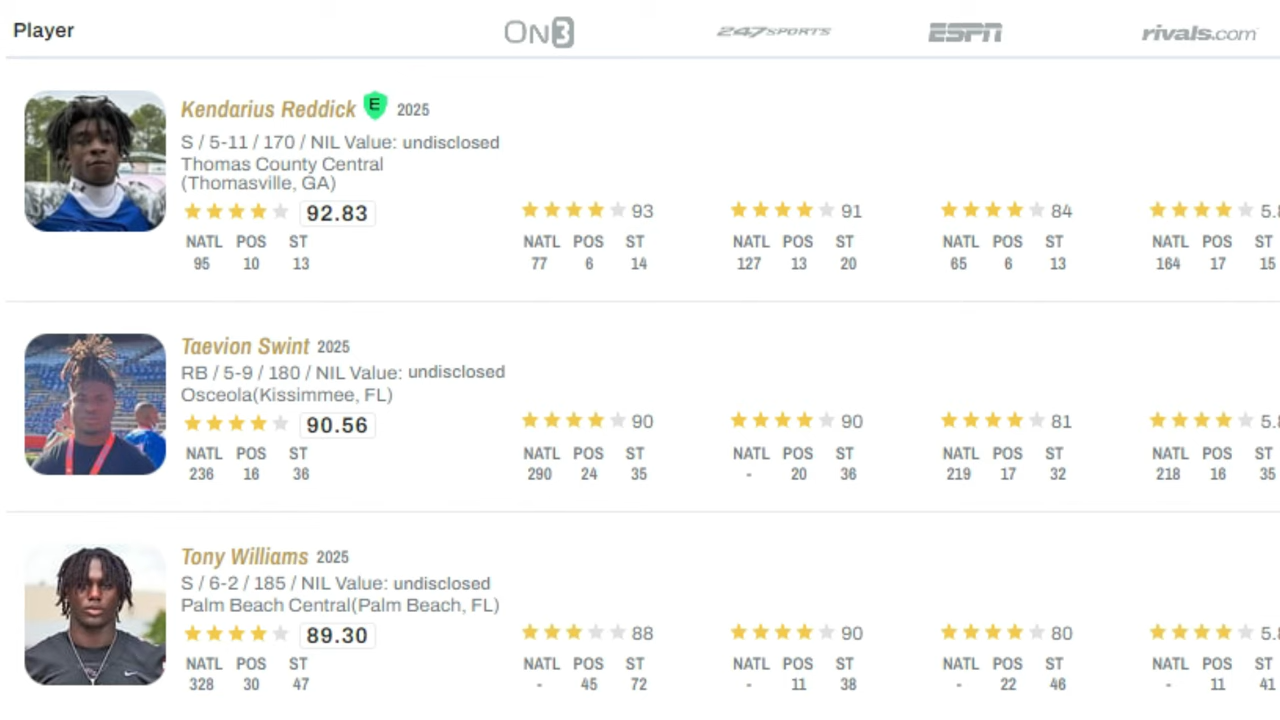 Player ON3 247SPORTS ESPN rivals.com
Kendarius Reddick E 2025
S / 5-11 / 170 / NIL Value: undisclosed
Thomas County Central
(Thomasville, GA)
92.83 93 91 84 5.8
NATL POS ST NATL POS ST NATL POS ST NATL POS ST NATL POS ST
95 10 13 77 6 14 127 13 20 65 6 13 164 17 15
Taevion Swint 2025
RB / 5-9 / 180 / NIL Value: undisclosed
Osceola(Kissimmee, FL)
90.56 90 90 81 5.8
NATL POS ST NATL POS ST NATL POS ST NATL POS ST NATL POS ST
236 16 36 290 24 35 - 20 36 219 17 32 218 16 35
Tony Williams 2025
S / 6-2 / 185 / NIL Value: undisclosed
Palm Beach Central(Palm Beach, FL)
89.30 88 90 80 5.8
NATL POS ST NATL POS ST NATL POS ST NATL POS ST NATL POS ST
328 30 47 - 45 72 - 11 38 - 22 46 - 11 41